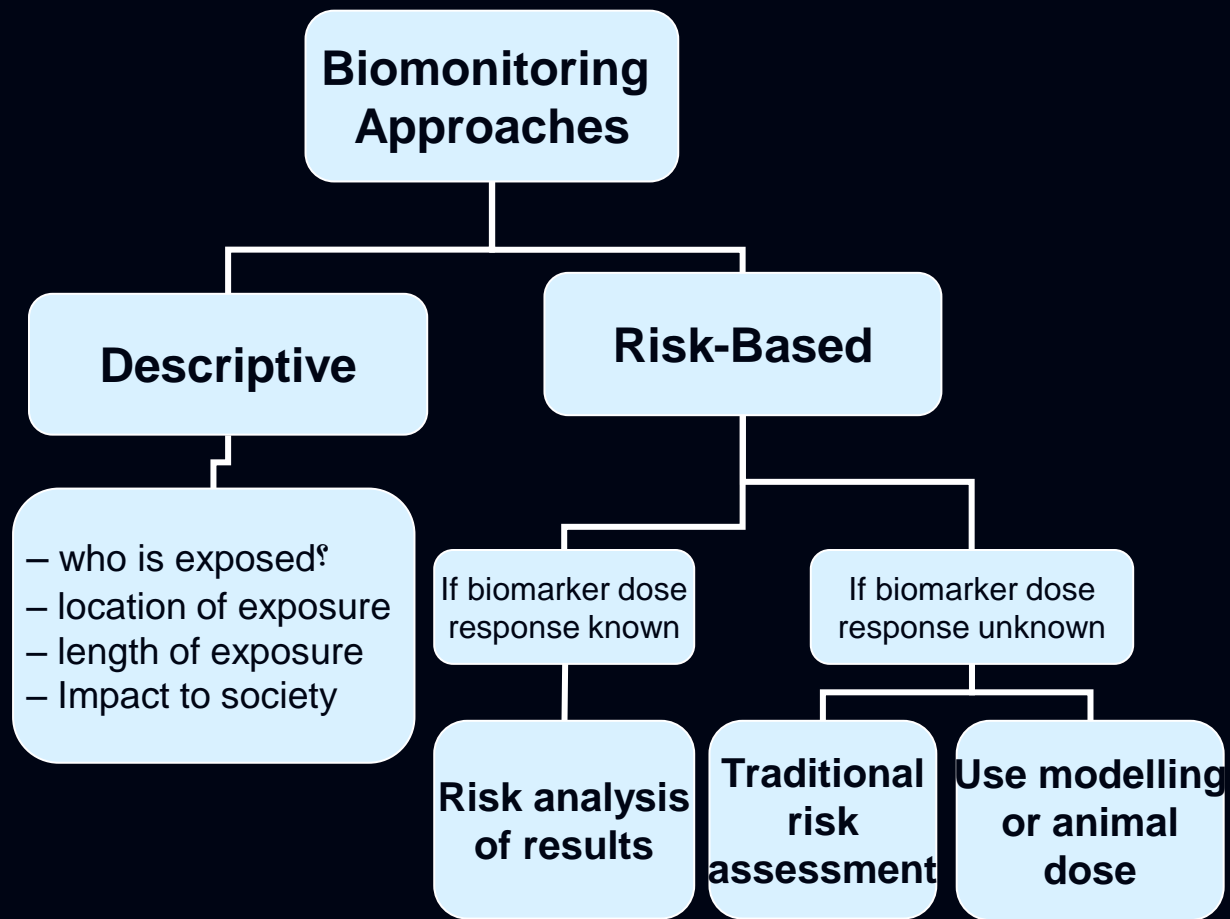 Biomonitoring
Approaches
Descriptive
Risk-Based
– who is exposed؟
– location of exposure
– length of exposure
– Impact to society
If biomarker dose
response known
If biomarker dose
response unknown
Risk analysis
of results
Traditional
risk
assessment
Use modelling
or animal
dose